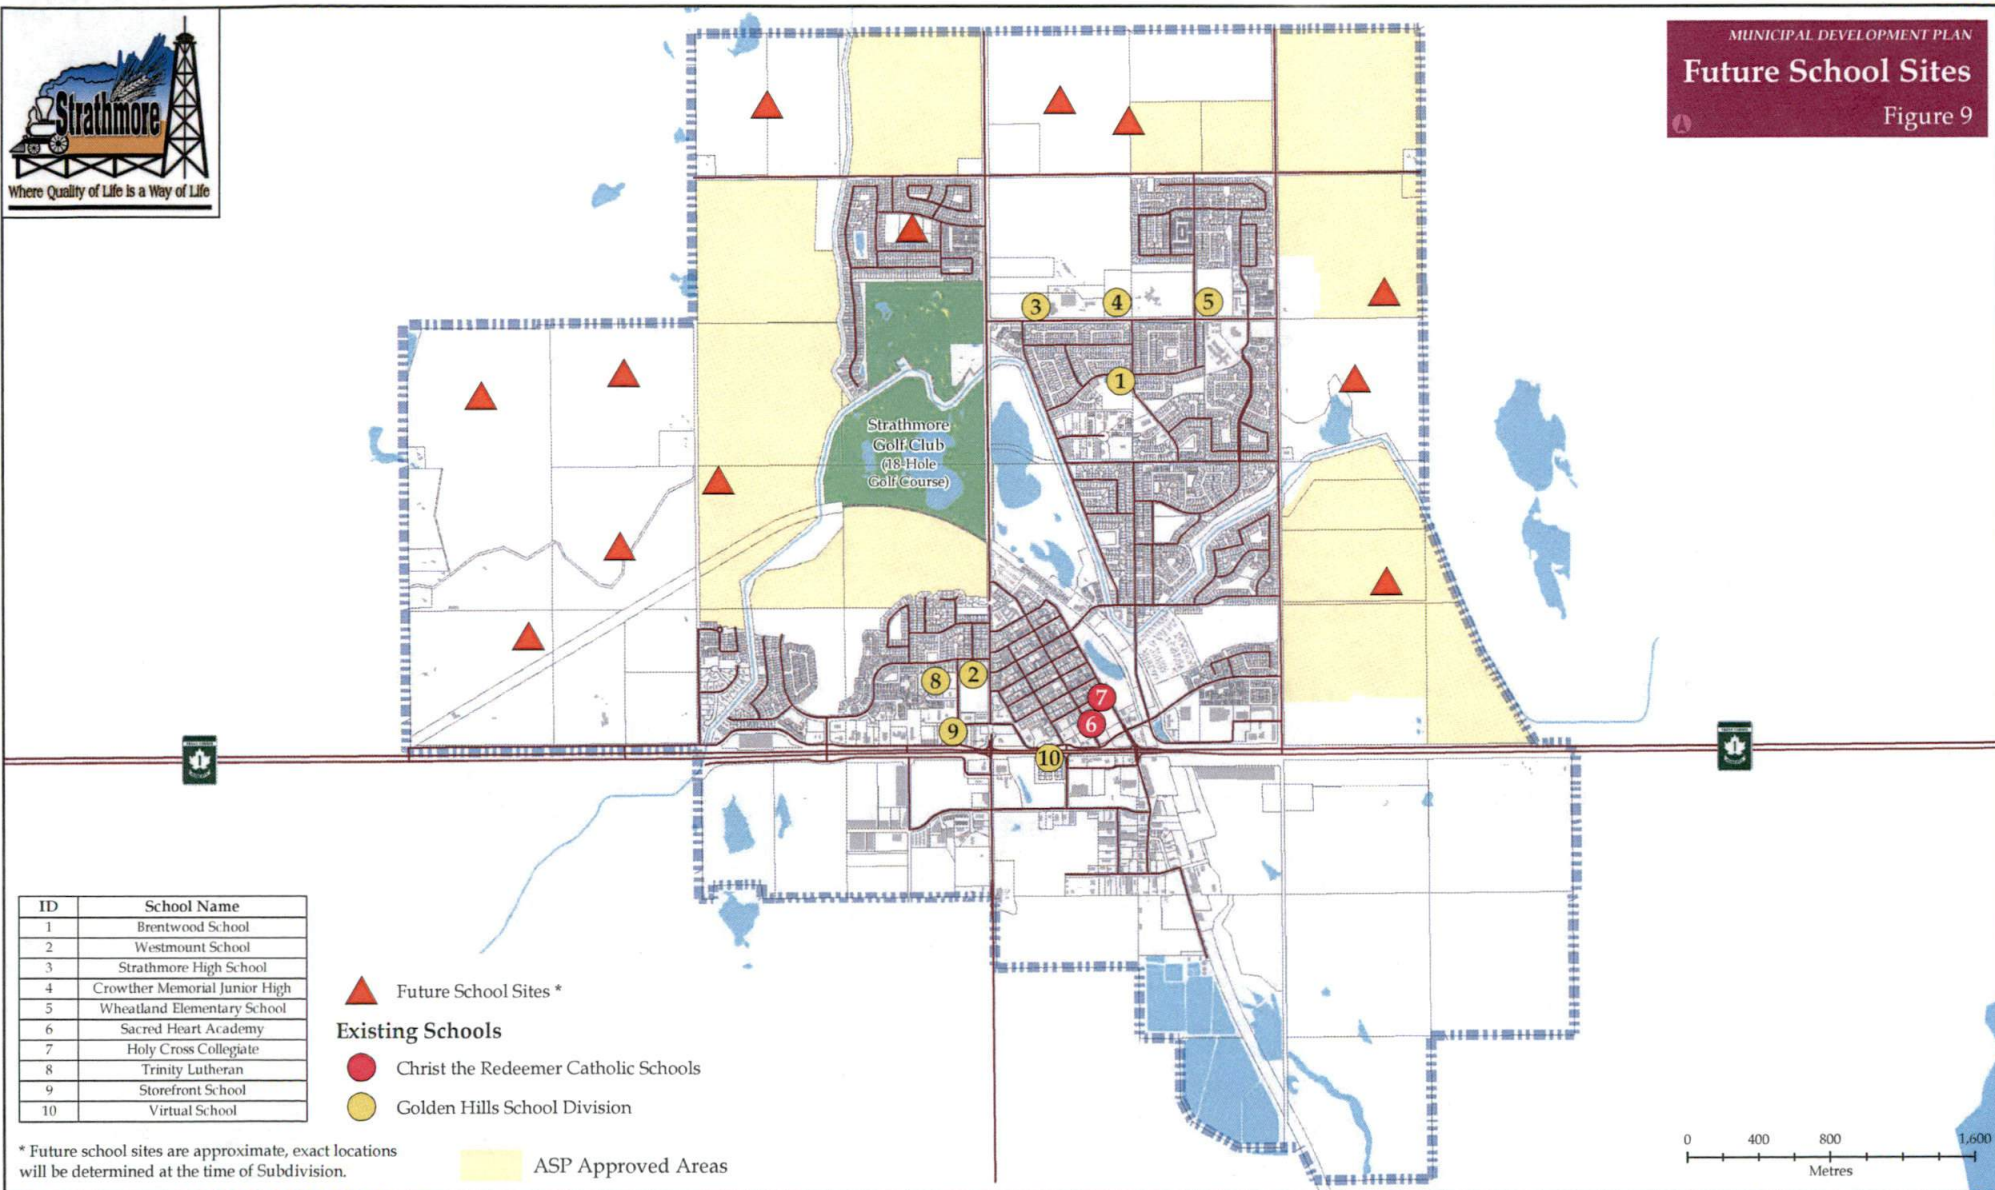 Strathmore
Where Quality of Life is a Way of Life
MUNICIPAL DEVELOPMENT PLAN
Future School Sites
Figure 9
3
4
5
1
Strathmore
Golf Club
(18-Hole
Golf Course)
2
8
7
6
9
10
1
1
ID School Name
1 Brentwood School
2 Westmount School
3 Strathmore High School
4 Crowther Memorial Junior High
5 Wheatland Elementary School
6 Sacred Heart Academy
7 Holy Cross Collegiate
8 Trinity Lutheran
9 Storefront School
10 Virtual School
Future School Sites *
Existing Schools
Christ the Redeemer Catholic Schools
Golden Hills School Division
* Future school sites are approximate, exact locations
will be determined at the time of Subdivision.
ASP Approved Areas
0 400 800 1,600
Metres